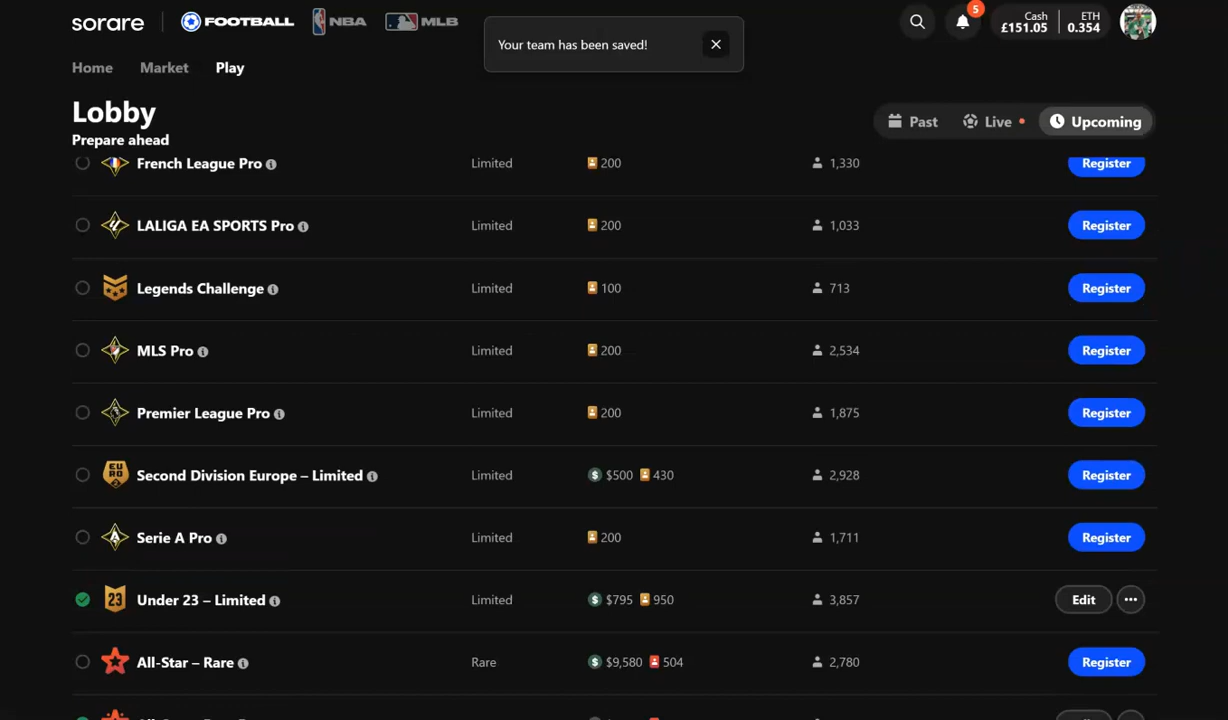 sorare FOOTBALL NBA MLB
Your team has been saved!
5
Cash £151.05
ETH 0.354
Home Market Play
Lobby
Prepare ahead
Past Live Upcoming
French League Pro Limited 200 1,330 Register
LALIGA EA SPORTS Pro Limited 200 1,033 Register
Legends Challenge Limited 100 713 Register
MLS Pro Limited 200 2,534 Register
Premier League Pro Limited 200 1,875 Register
EURO 2 Second Division Europe – Limited Limited $500 430 2,928 Register
Serie A Pro Limited 200 1,711 Register
23 Under 23 – Limited Limited $795 950 3,857 Edit
All-Star – Rare Rare $9,580 504 2,780 Register